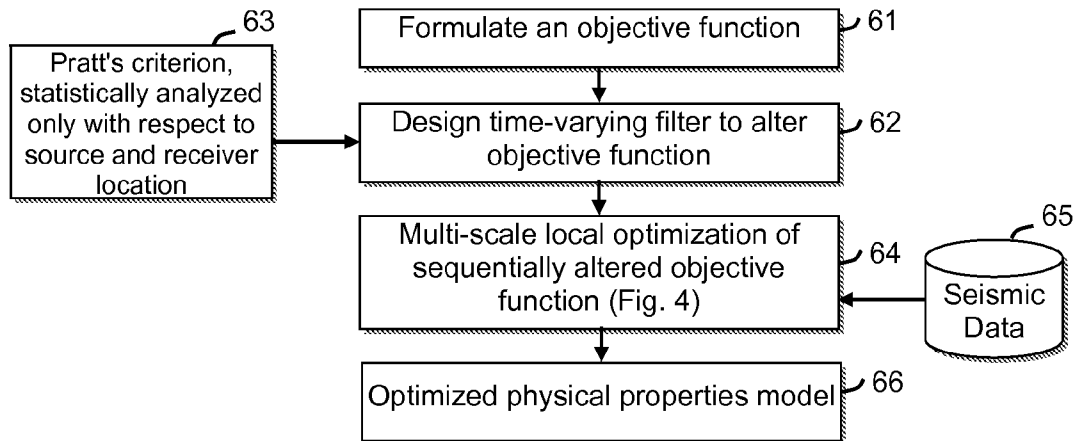 63
Pratt's criterion,
statistically analyzed
only with respect to
source and receiver
location
Formulate an objective function
61
Design time-varying filter to alter
objective function
62
Multi-scale local optimization of
sequentially altered objective
function (Fig. 4)
64
65
Seismic
Data
Optimized physical properties model
66